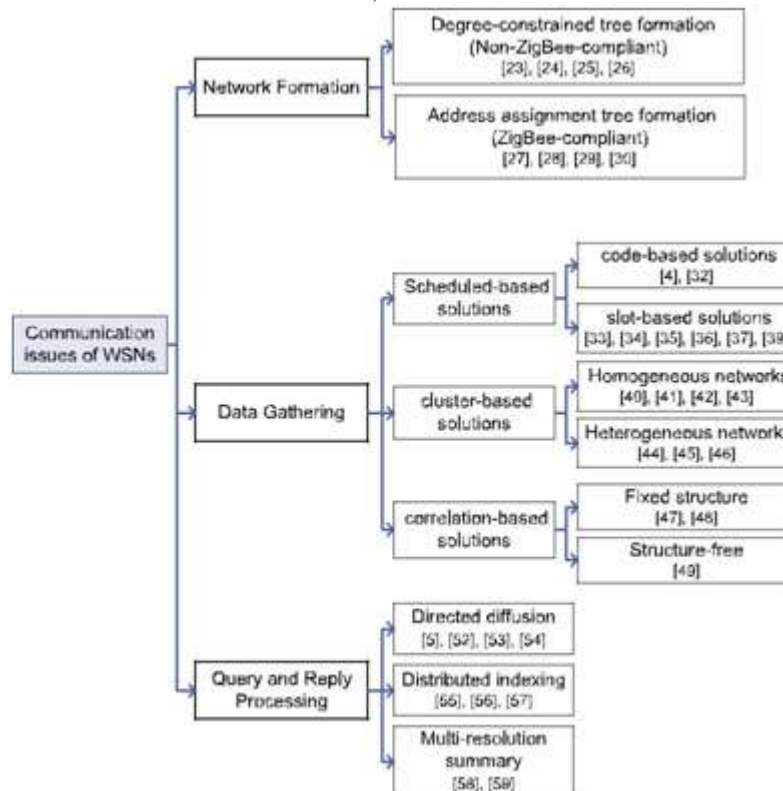 Degree-constrained tree formation
(Non-ZigBee-compliant)
[23], [24], [25], [26]
Network Formation
Address assignment tree formation
(ZigBee-compliant)
[27], [28], [29], [30]
code-based solutions
[4], [32]
Scheduled-based
solutions
slot-based solutions
[33], [34], [35], [36], [37], [39
Communication
issues of WSNs
Homogeneous networks
[40], [41], [42], [43]
Data Gathering
cluster-based
solutions
Heterogeneous network
[44], [45], [46]
Fixed structure
[47], [48]
correlation-based
solutions
Structure-free
[49]
Directed diffusion
[5], [52], [53], [54]
Query and Reply
Processing
Distributed indexing
[55], [56], [57]
Multi-resolution
summary
[58], [59]